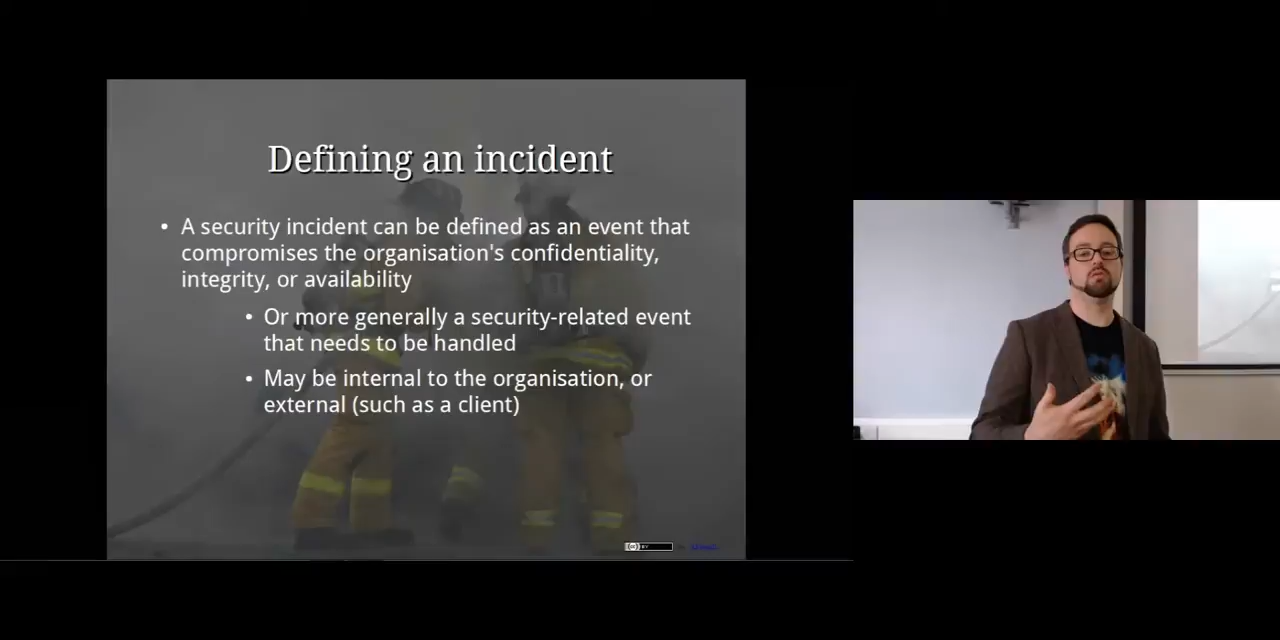 Defining an incident
• A security incident can be defined as an event that
compromises the organisation's confidentiality,
integrity, or availability
• Or more generally a security-related event
that needs to be handled
• May be internal to the organisation, or
external (such as a client)